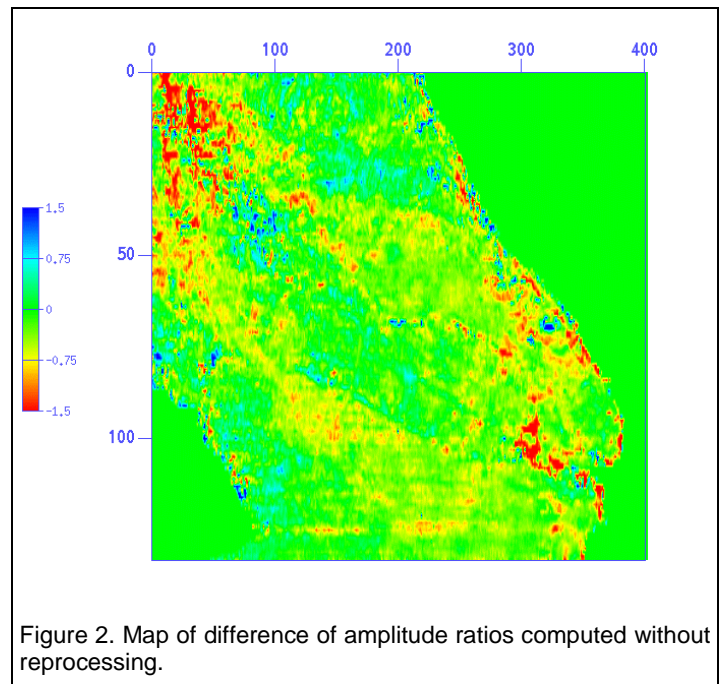 0 100 200 300 400
0
50
100
1.5
0.75
0
-0.75
-1.5
Figure 2. Map of difference of amplitude ratios computed without
reprocessing.